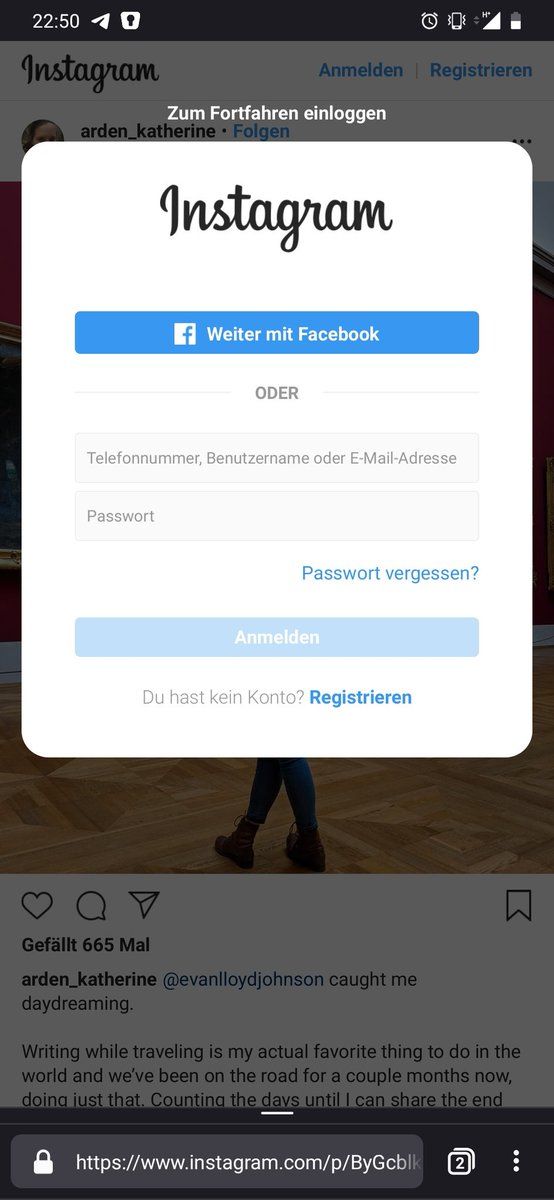 22:50
H+
Instagram
Anmelden | Registrieren
Zum Fortfahren einloggen
arden_katherine • Folgen
Instagram
Weiter mit Facebook
ODER
Telefonnummer, Benutzername oder E-Mail-Adresse
Passwort
Passwort vergessen?
Anmelden
Du hast kein Konto? Registrieren
Gefällt 665 Mal
arden_katherine @evanlloydjohnson caught me
daydreaming.
Writing while traveling is my actual favorite thing to do in the
world and we’ve been on the road for a couple months now,
doing just that. Counting the days until I can share the end
https://www.instagram.com/p/ByGcblk
2